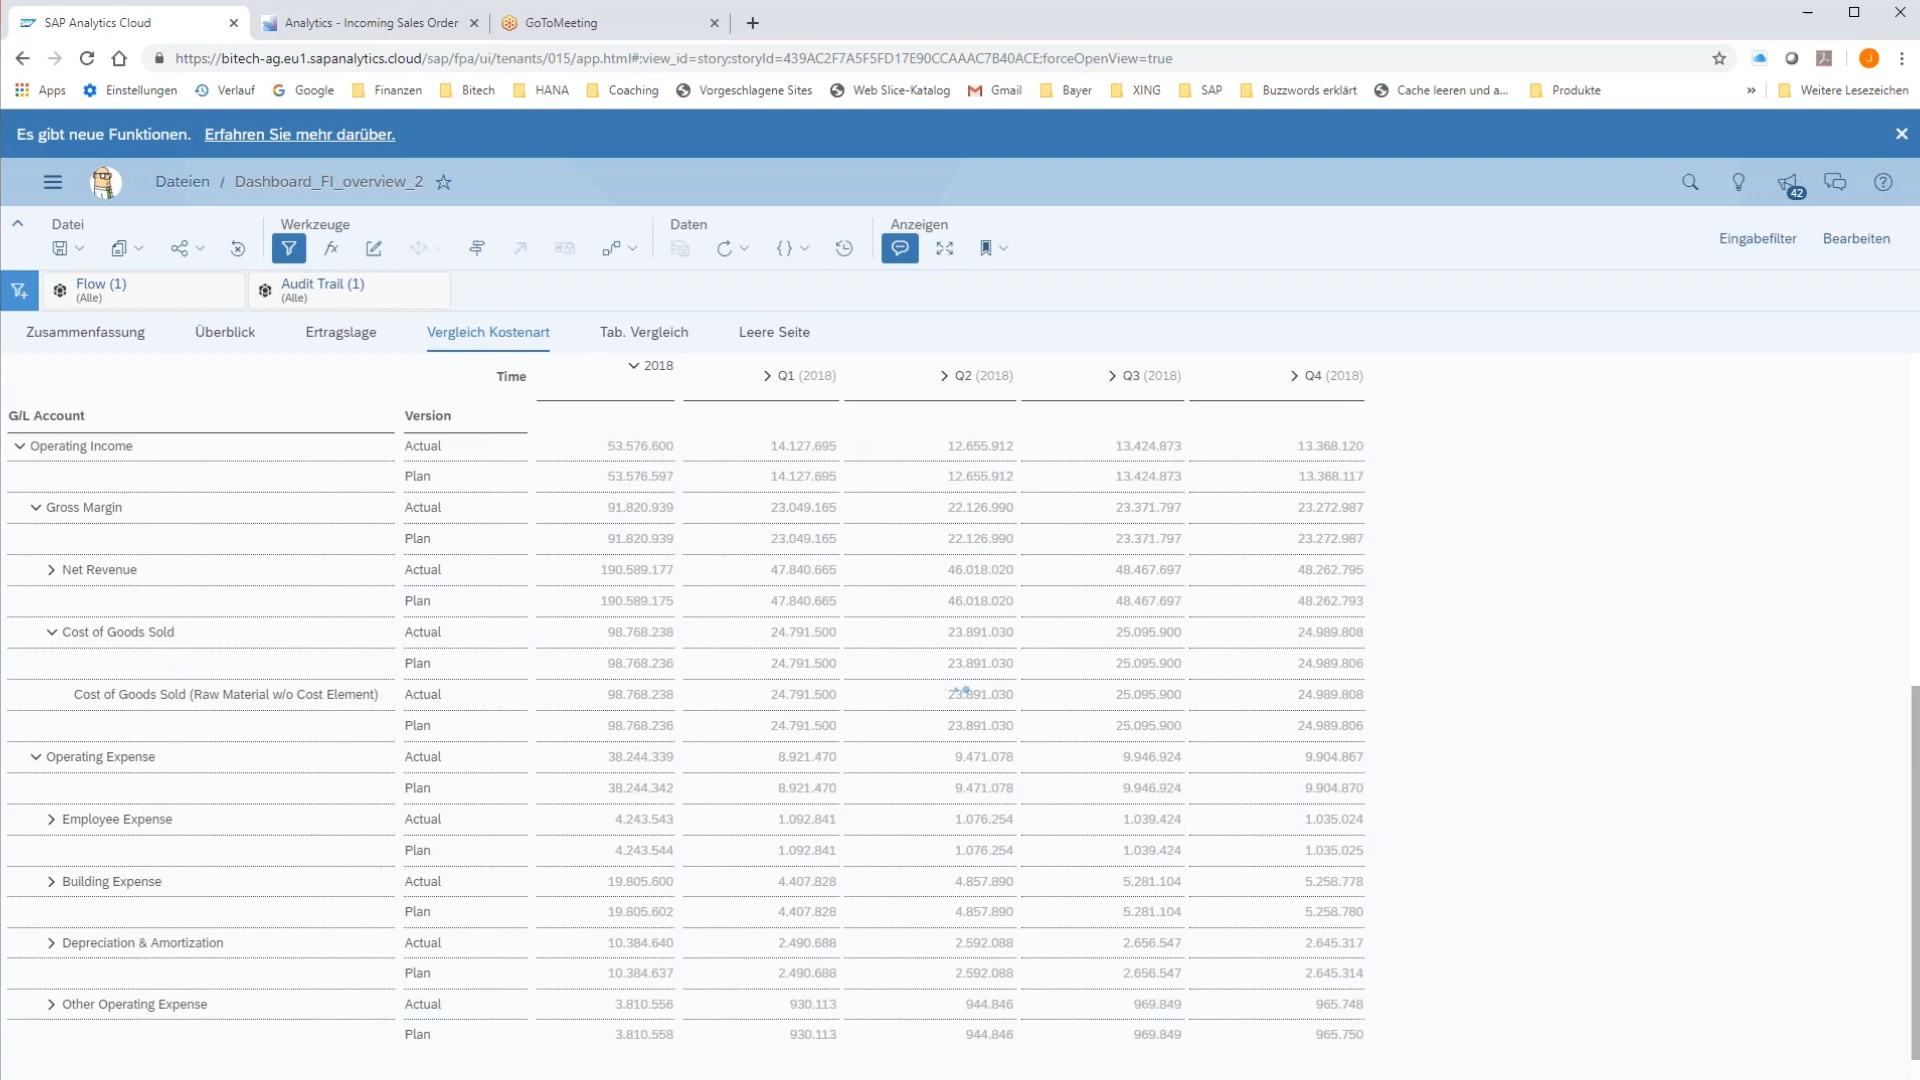 SAP Analytics Cloud
Analytics - Incoming Sales Order
GoToMeeting
https://bitech-ag.eu1.sapanalytics.cloud/sap/fpa/ui/tenants/015/app.html#;view_id=story;storyId=439AC2F7A5F5FD17E90CCAAAC7B40ACE;forceOpenView=true
J
Apps Einstellungen Verlauf Google Finanzen Bitech HANA Coaching Vorgeschlagene Sites Web Slice-Katalog Gmail Bayer XING SAP Buzzwords erklärt Cache leeren und a... Produkte » Weitere Lesezeichen
Es gibt neue Funktionen. Erfahren Sie mehr darüber.
Dateien / Dashboard_FI_overview_2
42
Datei Werkzeuge Daten Anzeigen
Eingabefilter Bearbeiten
Flow (1)
(Alle)
Audit Trail (1)
(Alle)
Zusammenfassung Überblick Ertragslage Vergleich Kostenart Tab. Vergleich Leere Seite
Time 2018 Q1 (2018) Q2 (2018) Q3 (2018) Q4 (2018)
G/L Account Version
Operating Income Actual 53.576.600 14.127.695 12.655.912 13.424.873 13.368.120
Plan 53.576.597 14.127.695 12.655.912 13.424.873 13.368.117
Gross Margin Actual 91.820.939 23.049.165 22.126.990 23.371.797 23.272.987
Plan 91.820.939 23.049.165 22.126.990 23.371.797 23.272.987
Net Revenue Actual 190.589.177 47.840.665 46.018.020 48.467.697 48.262.795
Plan 190.589.175 47.840.665 46.018.020 48.467.697 48.262.793
Cost of Goods Sold Actual 98.768.238 24.791.500 23.891.030 25.095.900 24.989.808
Plan 98.768.236 24.791.500 23.891.030 25.095.900 24.989.806
Cost of Goods Sold (Raw Material w/o Cost Element) Actual 98.768.238 24.791.500 23.891.030 25.095.900 24.989.808
Plan 98.768.236 24.791.500 23.891.030 25.095.900 24.989.806
Operating Expense Actual 38.244.339 8.921.470 9.471.078 9.946.924 9.904.867
Plan 38.244.342 8.921.470 9.471.078 9.946.924 9.904.870
Employee Expense Actual 4.243.543 1.092.841 1.076.254 1.039.424 1.035.024
Plan 4.243.544 1.092.841 1.076.254 1.039.424 1.035.025
Building Expense Actual 19.805.600 4.407.828 4.857.890 5.281.104 5.258.778
Plan 19.805.602 4.407.828 4.857.890 5.281.104 5.258.780
Depreciation & Amortization Actual 10.384.640 2.490.688 2.592.088 2.656.547 2.645.317
Plan 10.384.637 2.490.688 2.592.088 2.656.547 2.645.314
Other Operating Expense Actual 3.810.556 930.113 944.846 969.849 965.748
Plan 3.810.558 930.113 944.846 969.849 965.750